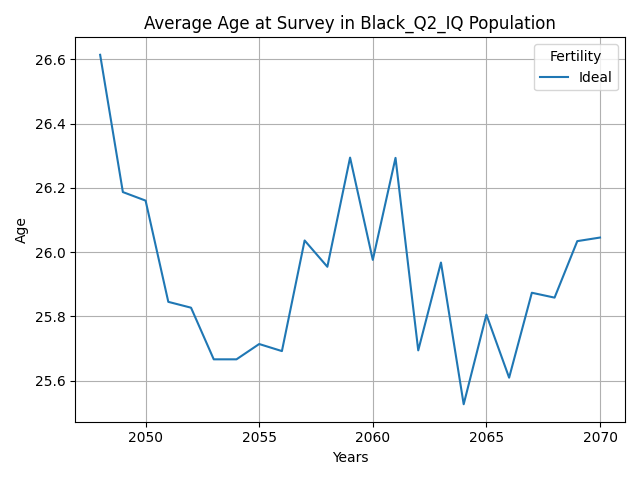 Average Age at Survey in Black_Q2_IQ Population
Fertility
Ideal
26.6
26.4
26.2
26.0
25.8
25.6
Age
2050
2055
2060
2065
2070
Years